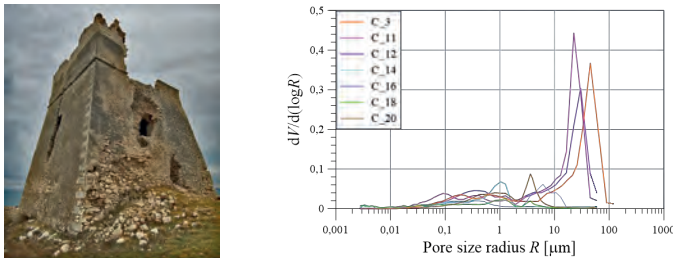 C_3
C_11
C_12
C_14
C_16
C_18
C_20
0,5
0,4
0,3
0,2
0,1
0
dV/d(logR)
0,001
0,01
0,1
1
10
100
1000
Pore size radius R [μm]